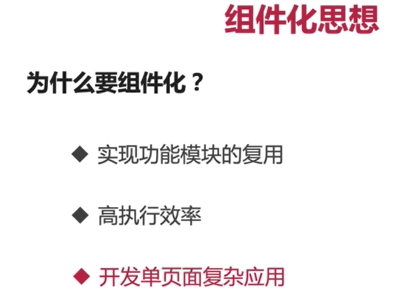 组件化思想
为什么要组件化？
◆ 实现功能模块的复用
◆ 高执行效率
◆ 开发单页面复杂应用